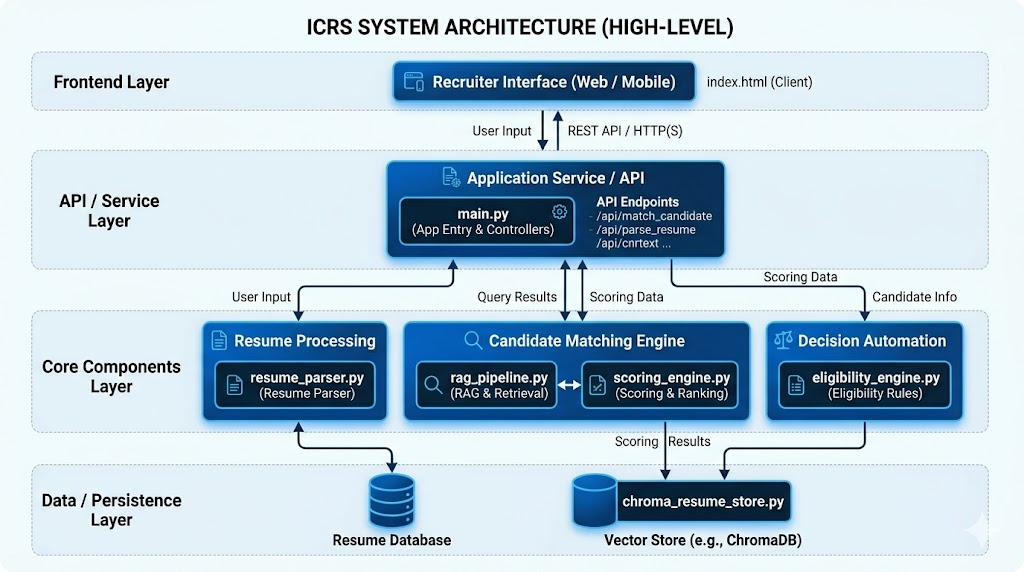 ICRS SYSTEM ARCHITECTURE (HIGH-LEVEL)
Frontend Layer
Recruiter Interface (Web / Mobile)
index.html (Client)
User Input
REST API / HTTP(S)
API / Service
Layer
Application Service / API
main.py
(App Entry & Controllers)
API Endpoints
- /api/match_candidate
- /api/parse_resume
/api/cnrtext ...
User Input
Query Results
Scoring Data
Scoring Data
Candidate Info
Core Components
Layer
Resume Processing
resume_parser.py
(Resume Parser)
Candidate Matching Engine
rag_pipeline.py
(RAG & Retrieval)
scoring_engine.py
(Scoring & Ranking)
Decision Automation
eligibility_engine.py
(Eligibility Rules)
Scoring Results
Data / Persistence
Layer
Resume Database
chroma_resume_store.py
Vector Store (e.g., ChromaDB)